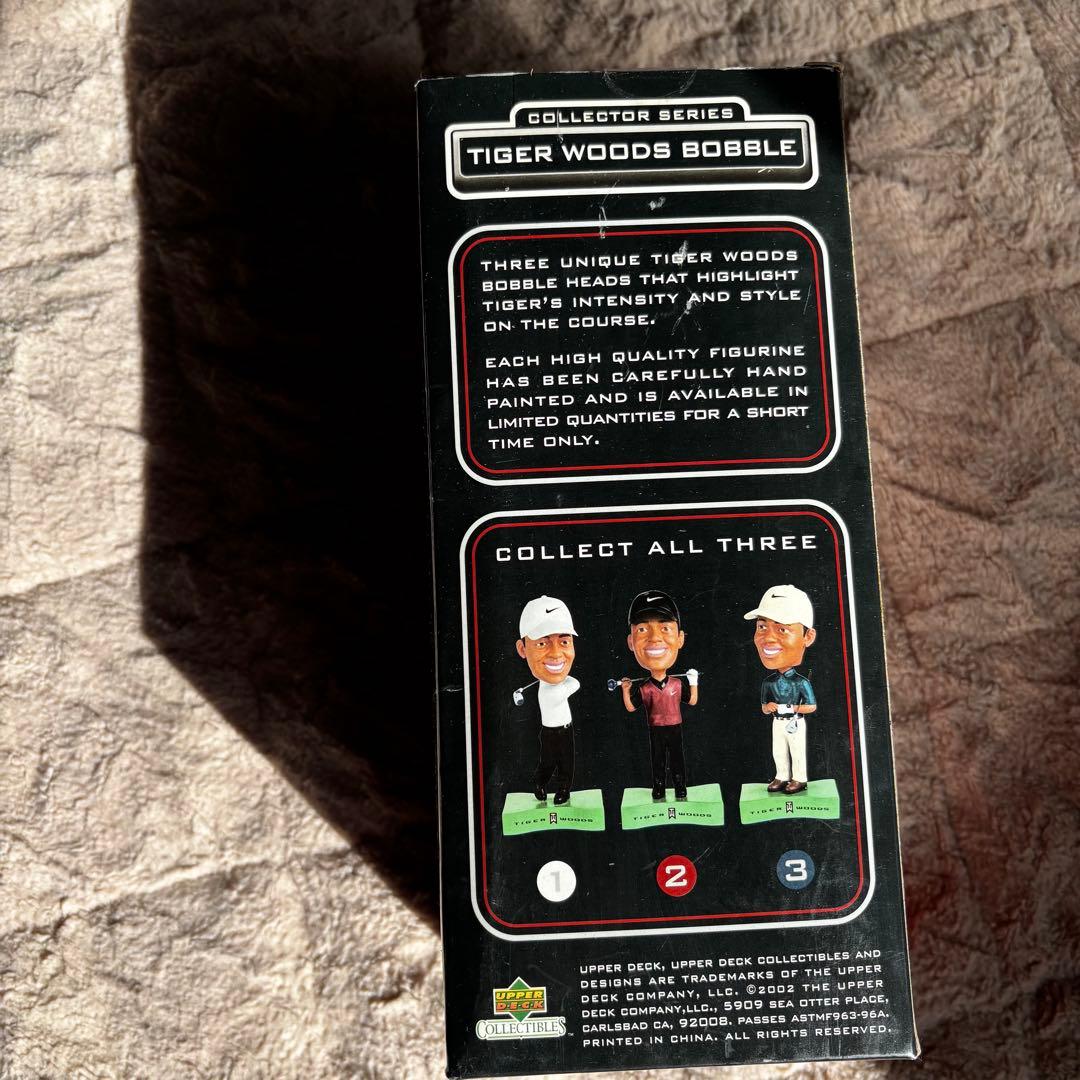 COLLECTOR SERIES
TIGER WOODS BOBBLE
THREE UNIQUE TIGER WOODS
BOBBLE HEADS THAT HIGHLIGHT
TIGER'S INTENSITY AND STYLE
ON THE COURSE.
EACH HIGH QUALITY FIGURINE
HAS BEEN CAREFULLY HAND
PAINTED AND IS AVAILABLE IN
LIMITED QUANTITIES FOR A SHORT
TIME ONLY.
COLLECT ALL THREE
TIGER TW WOODS
TIGER TW WOODS
TIGER TW WOODS
1
2
3
UPPER
DECK
COLLECTIBLES™
UPPER DECK, UPPER DECK COLLECTIBLES AND
DESIGNS ARE TRADEMARKS OF THE UPPER
DECK COMPANY, LLC. ©2002 THE UPPER
DECK COMPANY,LLC., 5909 SEA OTTER PLACE,
CARLSBAD CA, 92008. PASSES ASTMF963-96A.
PRINTED IN CHINA. ALL RIGHTS RESERVED.